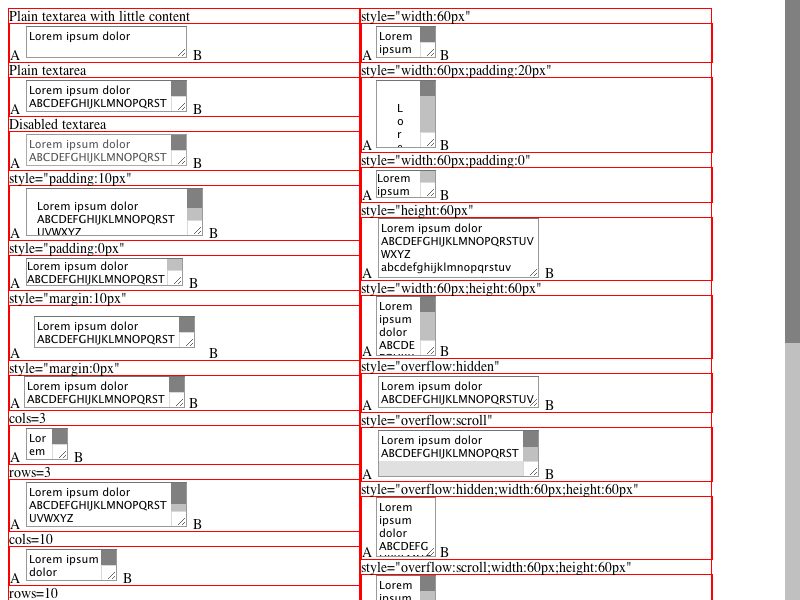 Plain textarea with little content
A Lorem ipsum dolor B
Plain textarea
Lorem ipsum dolor
A ABCDEFGHIJKLMNOPQRST B
Disabled textarea
Lorem ipsum dolor
A ABCDEFGHIJKLMNOPQRST B
style="padding:10px"
Lorem ipsum dolor
ABCDEFGHIJKLMNOPQRST
A UVWXYZ B
style="padding:0px"
Lorem ipsum dolor
A ABCDEFGHIJKLMNOPQRST B
style="margin:10px"
Lorem ipsum dolor
ABCDEFGHIJKLMNOPQRST
A B
style="margin:0px"
Lorem ipsum dolor
A ABCDEFGHIJKLMNOPQRST B
cols=3
Lor
em
A B
rows=3
Lorem ipsum dolor
ABCDEFGHIJKLMNOPQRST
UVWXYZ
A B
cols=10
Lorem ipsum
dolor
A B
rows=10
style="width:60px"
Lorem
ipsum
A B
style="width:60px;padding:20px"
L
o
r
A B
style="width:60px;padding:0"
Lorem
ipsum
A B
style="height:60px"
Lorem ipsum dolor
ABCDEFGHIJKLMNOPQRSTUV
WXYZ
abcdefghijklmnopqrstuv
A B
style="width:60px;height:60px"
Lorem
ipsum
dolor
ABCDE
A B
style="overflow:hidden"
Lorem ipsum dolor
ABCDEFGHIJKLMNOPQRSTUV
A B
style="overflow:scroll"
Lorem ipsum dolor
ABCDEFGHIJKLMNOPQRST
A B
style="overflow:hidden;width:60px;height:60px"
Lorem
ipsum
dolor
ABCDEFG
A B
style="overflow:scroll;width:60px;height:60px"
Lorem
ipsum